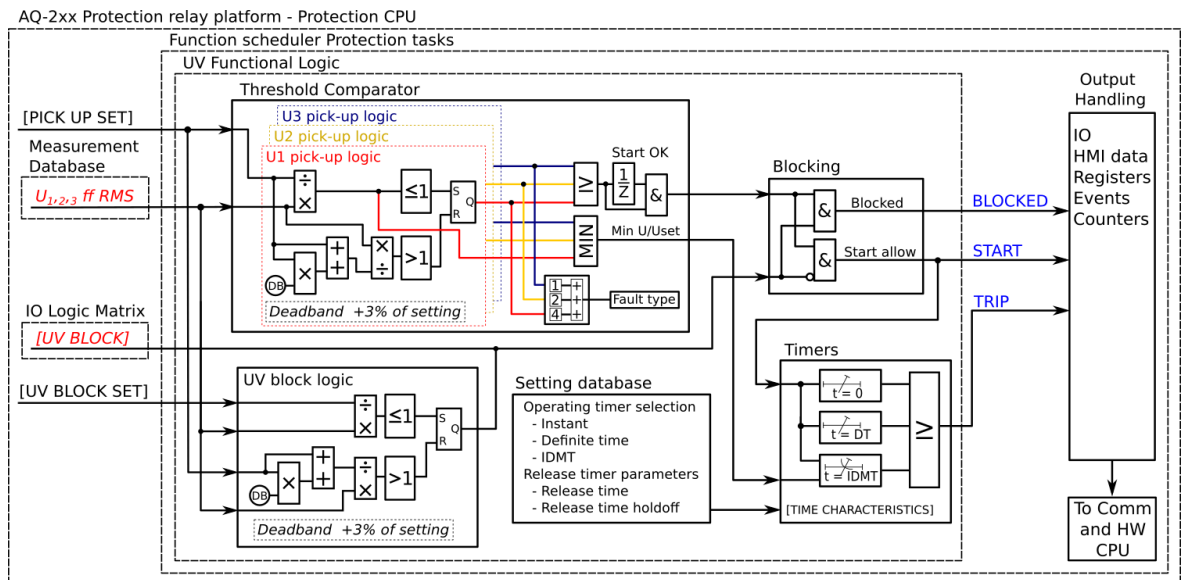 AQ-2xx Protection relay platform - Protection CPU
Function scheduler Protection tasks
UV Functional Logic
Threshold Comparator
U3 pick-up logic
U2 pick-up logic
U1 pick-up logic
[PICK UP SET]
Measurement
Database
U1,2,3 ff RMS
÷
×
≤1
S
R
Q
DB
×
+
+
×
÷
>1
Deadband +3% of setting
≥
MIN
Start OK
1
Z
&
Min U/Uset
1 +
2 +
4 +
Fault type
Blocking
&
Blocked
&
Start allow
BLOCKED
START
TRIP
Output
Handling
IO
HMI data
Registers
Events
Counters
To Comm
and HW
CPU
IO Logic Matrix
[UV BLOCK]
[UV BLOCK SET]
UV block logic
÷
×
≤1
S
R
Q
DB
×
+
+
÷
×
>1
Deadband +3% of setting
Setting database
Operating timer selection
- Instant
- Definite time
- IDMT
Release timer parameters
- Release time
- Release time holdoff
Timers
t = 0
t = DT
t = IDMT
≥
[TIME CHARACTERISTICS]